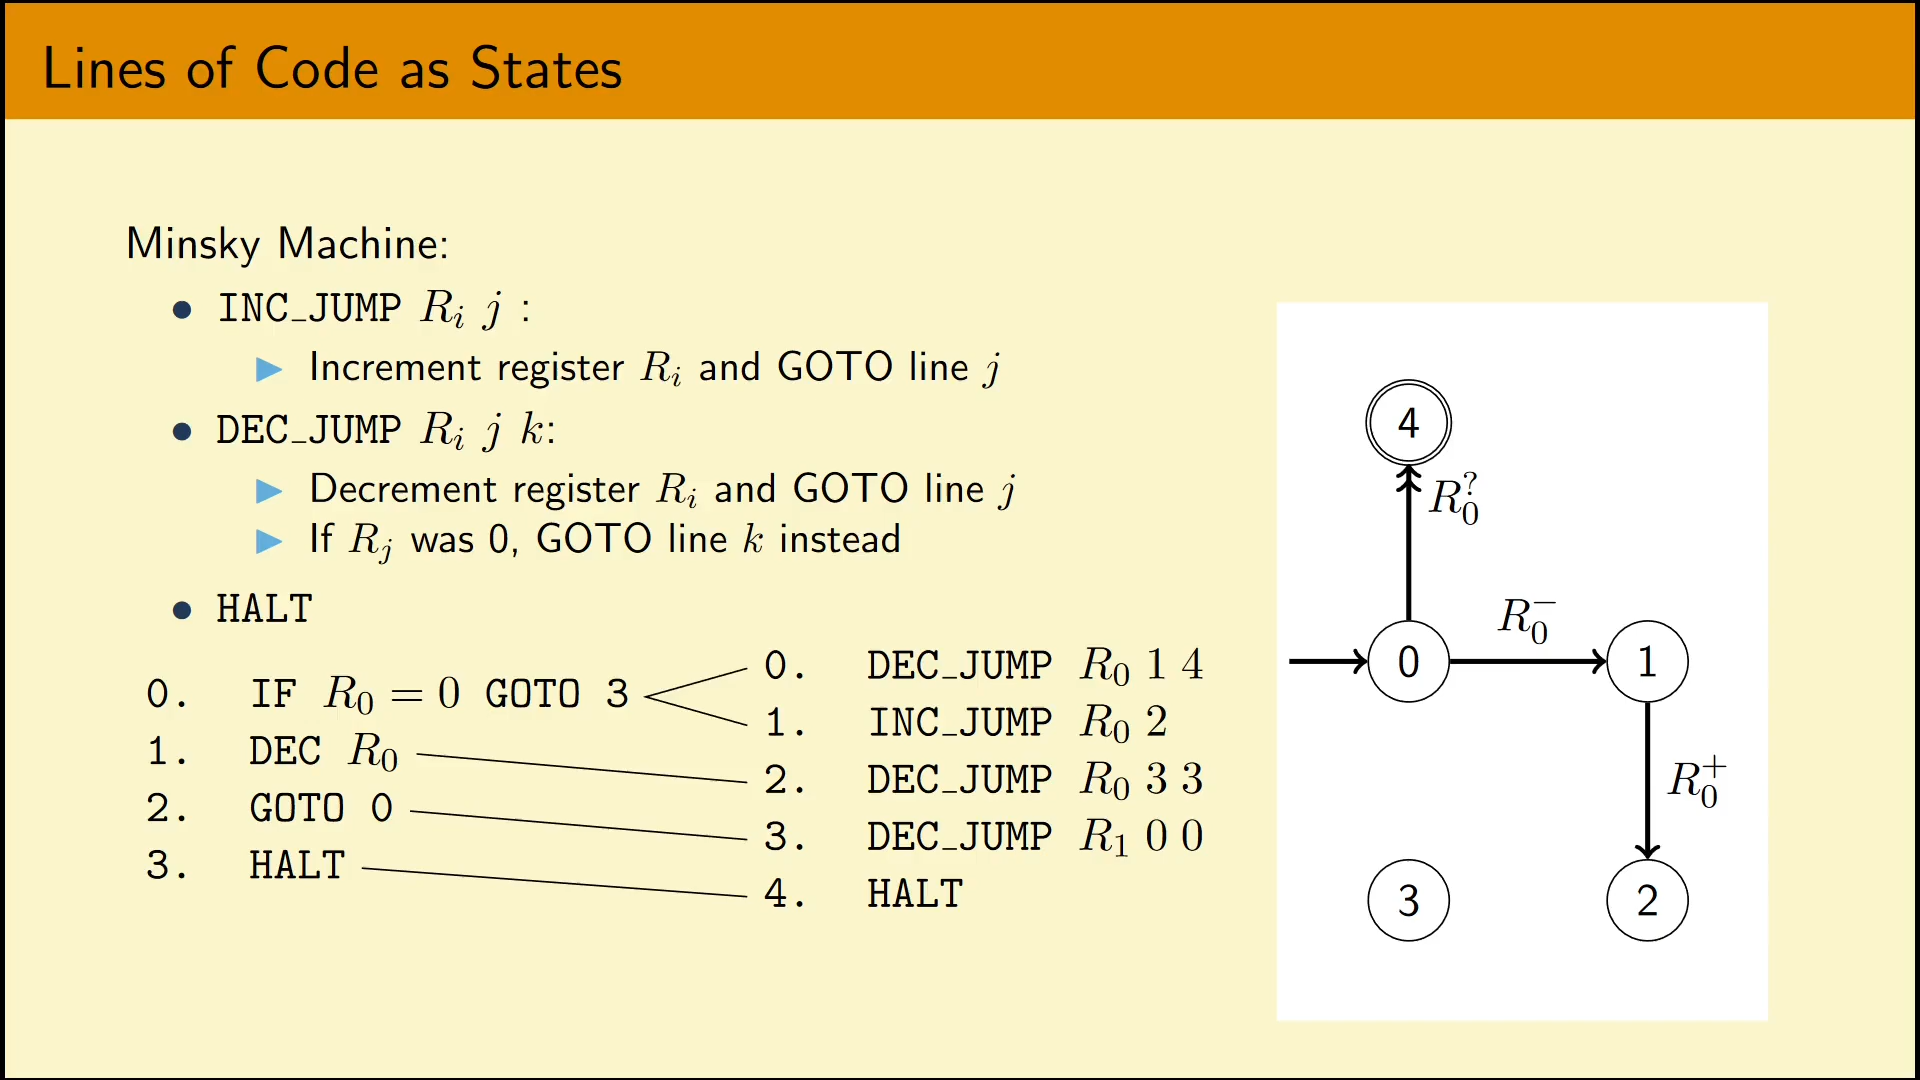 Lines of Code as States
Minsky Machine:
• INC_JUMP R_i j :
▶ Increment register R_i and GOTO line j
• DEC_JUMP R_i j k:
▶ Decrement register R_i and GOTO line j
▶ If R_j was 0, GOTO line k instead
• HALT
0. IF R_0 = 0 GOTO 3
1. DEC R_0
2. GOTO 0
3. HALT
0. DEC_JUMP R_0 1 4
1. INC_JUMP R_0 2
2. DEC_JUMP R_0 3 3
3. DEC_JUMP R_1 0 0
4. HALT
4
R_0^?
R_0^-
0
1
R_0^+
3
2